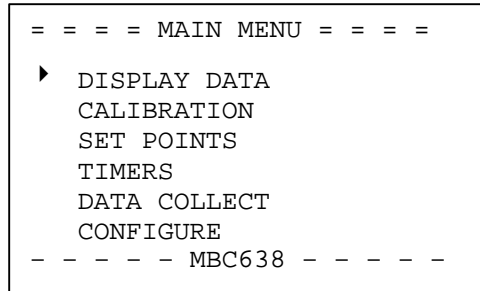 = = = = MAIN MENU = = = =
DISPLAY DATA
CALIBRATION
SET POINTS
TIMERS
DATA COLLECT
CONFIGURE
– – – – – MBC638 – – – – –